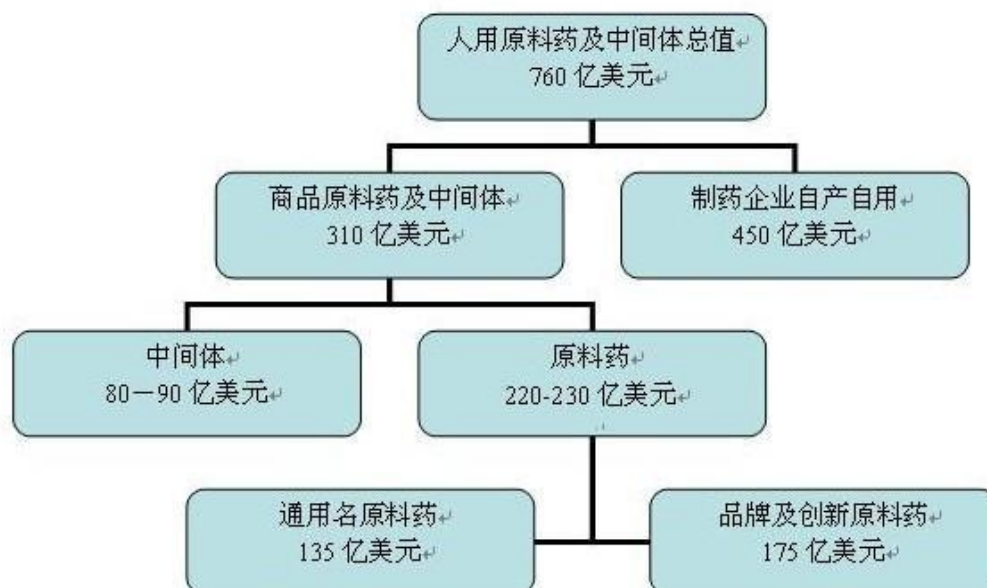 人用原料药及中间体总值
760 亿美元
商品原料药及中间体
310 亿美元
制药企业自产自用
450 亿美元
中间体
80－90 亿美元
原料药
220-230 亿美元
通用名原料药
135 亿美元
品牌及创新原料药
175 亿美元